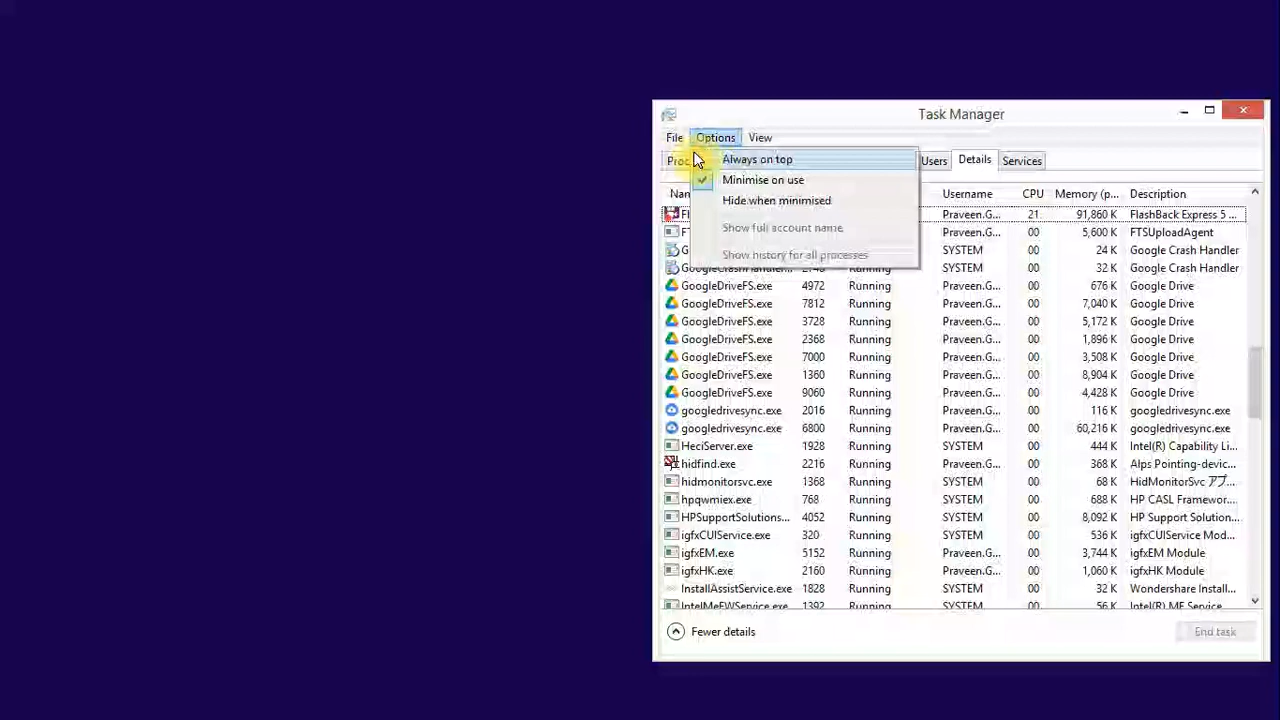 Task Manager
File Options View
Always on top
Minimise on use
Hide when minimised
Show full account name
Show history for all processes
Users Details Services
Username CPU Memory (p... Description
Praveen.G... 21 91,860 K FlashBack Express 5 ...
Praveen.G... 00 5,600 K FTSUploadAgent
SYSTEM 00 24 K Google Crash Handler
Running SYSTEM 00 32 K Google Crash Handler
GoogleDriveFS.exe 4972 Running Praveen.G... 00 676 K Google Drive
GoogleDriveFS.exe 7812 Running Praveen.G... 00 7,040 K Google Drive
GoogleDriveFS.exe 3728 Running Praveen.G... 00 5,172 K Google Drive
GoogleDriveFS.exe 2368 Running Praveen.G... 00 1,896 K Google Drive
GoogleDriveFS.exe 7000 Running Praveen.G... 00 3,508 K Google Drive
GoogleDriveFS.exe 1360 Running Praveen.G... 00 8,904 K Google Drive
GoogleDriveFS.exe 9060 Running Praveen.G... 00 4,428 K Google Drive
googledrivesync.exe 2016 Running Praveen.G... 00 116 K googledrivesync.exe
googledrivesync.exe 6800 Running Praveen.G... 00 60,216 K googledrivesync.exe
HeciServer.exe 1928 Running SYSTEM 00 444 K Intel(R) Capability Li...
hidfind.exe 2216 Running Praveen.G... 00 368 K Alps Pointing-devic...
hidmonitorsvc.exe 1368 Running SYSTEM 00 68 K HidMonitorSvc アプ...
hpqwmiex.exe 768 Running SYSTEM 00 688 K HP CASL Framewor...
HPSupportSolutions... 4052 Running SYSTEM 00 8,092 K HP Support Solution...
igfxCUIService.exe 320 Running SYSTEM 00 536 K igfxCUIService Mod...
igfxEM.exe 5152 Running Praveen.G... 00 3,744 K igfxEM Module
igfxHK.exe 2160 Running Praveen.G... 00 1,060 K igfxHK Module
InstallAssistService.exe 1828 Running SYSTEM 00 32 K Wondershare Install...
IntelMeFWService.exe 1392 Running SYSTEM 00 56 K Intel(R) ME Service
Fewer details End task